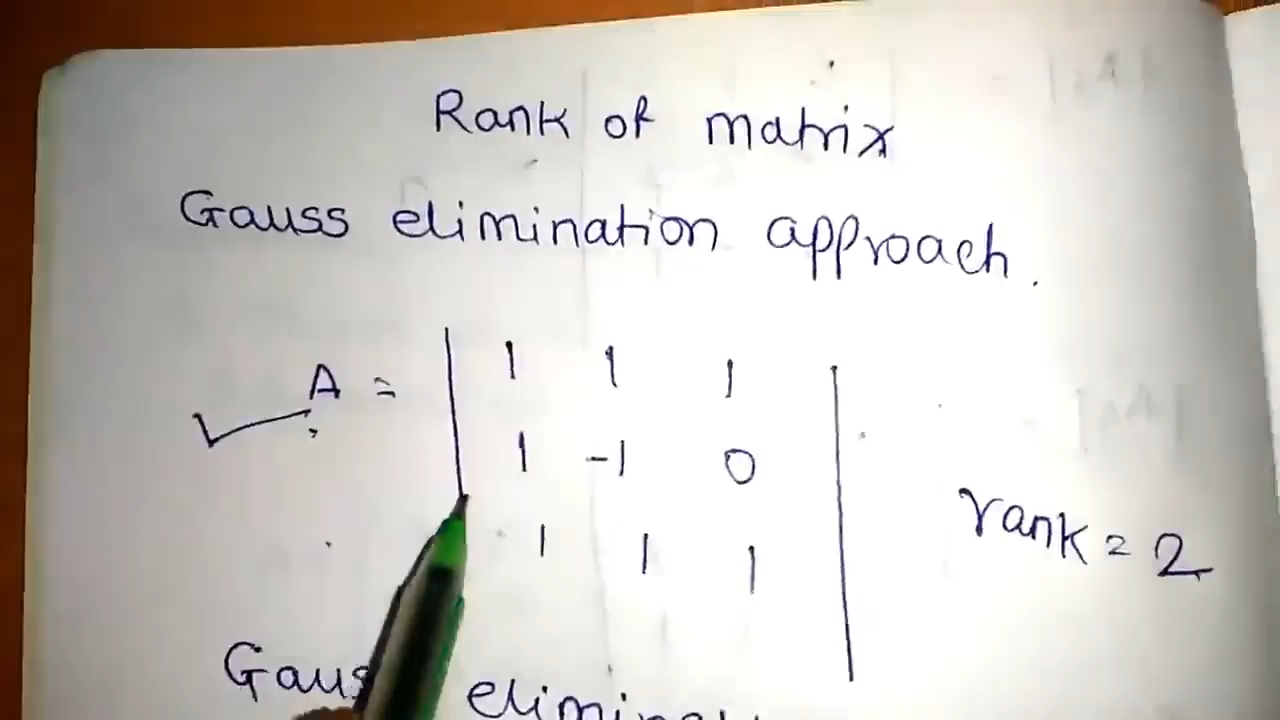 Rank of matrix
Gauss elimination approach.
A = | 1 1 1 |
1 -1 0
1 1 1
rank = 2